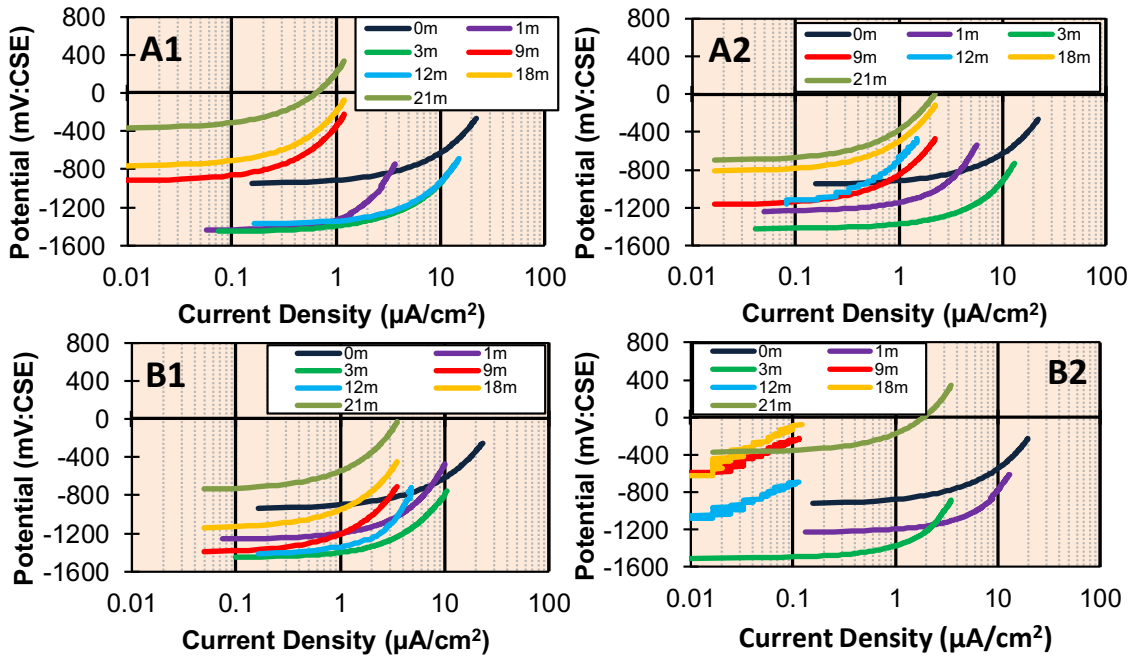 A1
Potential (mV:CSE)
800
400
0
-400
-800
-1200
-1600
0m 1m
3m 9m
12m 18m
21m
0.01 0.1 1 10 100
Current Density (µA/cm²)
A2
Potential (mV:CSE)
800
400
0
-400
-800
-1200
-1600
0m 1m 3m
9m 12m 18m
21m
0.01 0.1 1 10 100
Current Density (µA/cm²)
B1
Potential (mV:CSE)
800
400
0
-400
-800
-1200
-1600
0m 1m
3m 9m
12m 18m
21m
0.01 0.1 1 10 100
Current Density (µA/cm²)
B2
Potential (mV:CSE)
800
400
0
-400
-800
-1200
-1600
0m 1m
3m 9m
12m 18m
21m
0.01 0.1 1 10 100
Current Density (µA/cm²)